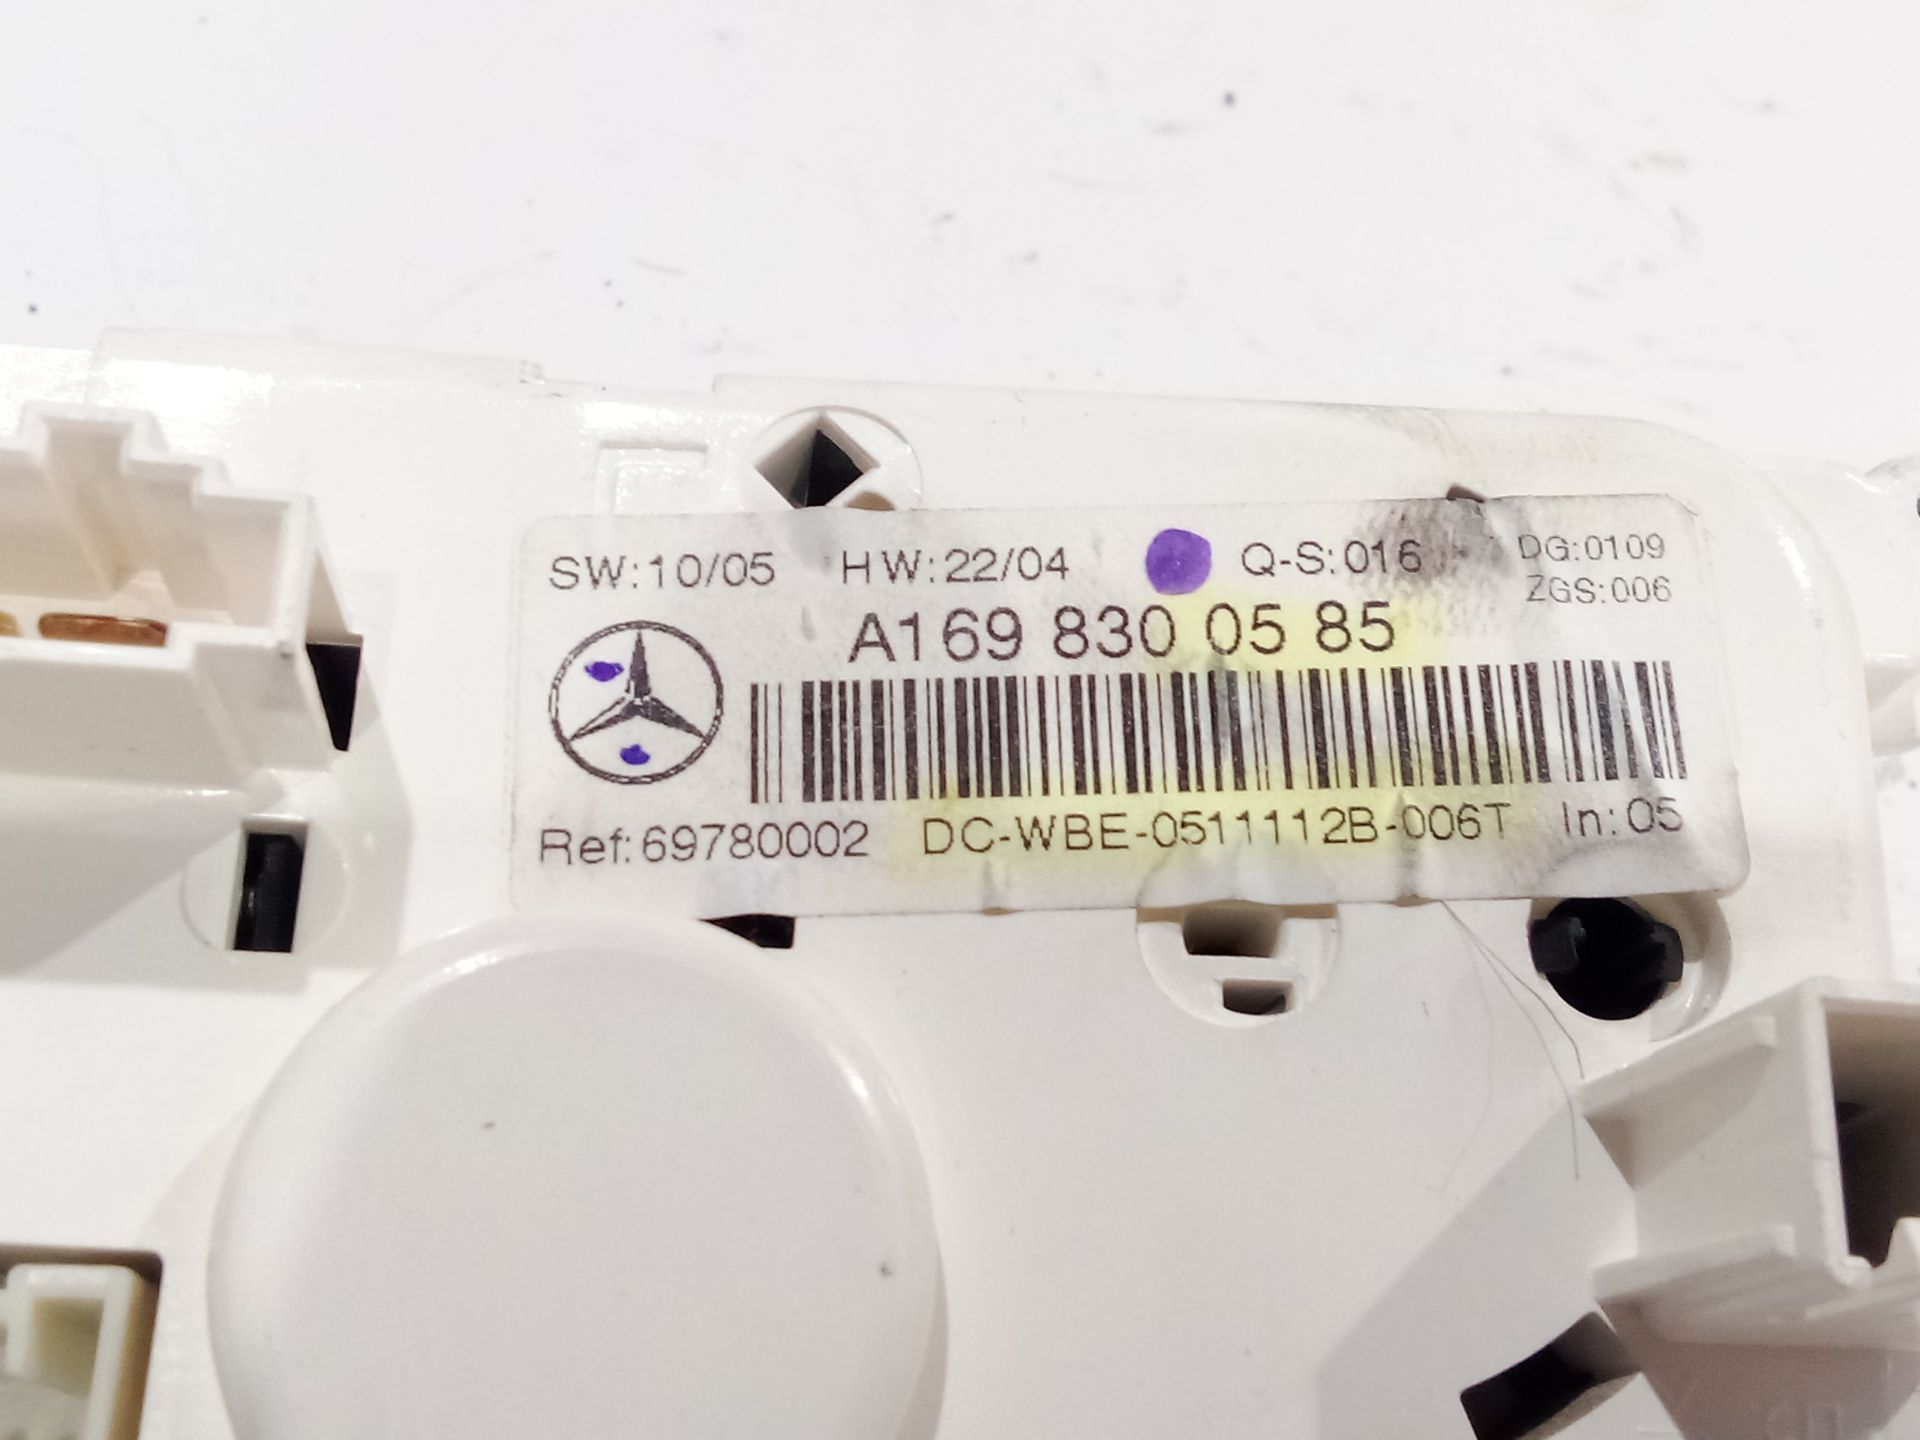 SW:10/05 HW:22/04 Q-S:016 DG:0109
ZGS:006
A169 830 05 85
Ref:69780002 DC-WBE-0511112B-006T In:05